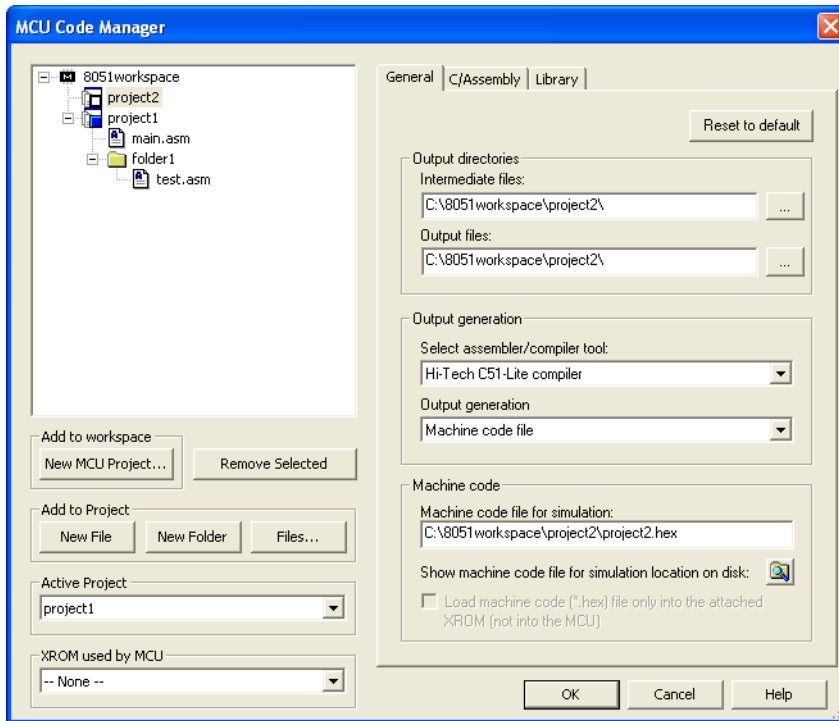 MCU Code Manager
8051workspace
project2
project1
main.asm
folder1
test.asm
Add to workspace
New MCU Project...
Remove Selected
Add to Project
New File
New Folder
Files...
Active Project
project1
XROM used by MCU
-- None --
General
C/Assembly
Library
Reset to default
Output directories
Intermediate files:
C:\8051workspace\project2\
...
Output files:
C:\8051workspace\project2\
...
Output generation
Select assembler/compiler tool:
Hi-Tech C51-Lite compiler
Output generation
Machine code file
Machine code
Machine code file for simulation:
C:\8051workspace\project2\project2.hex
Show machine code file for simulation location on disk:
Load machine code (*.hex) file only into the attached
XROM (not into the MCU)
OK
Cancel
Help